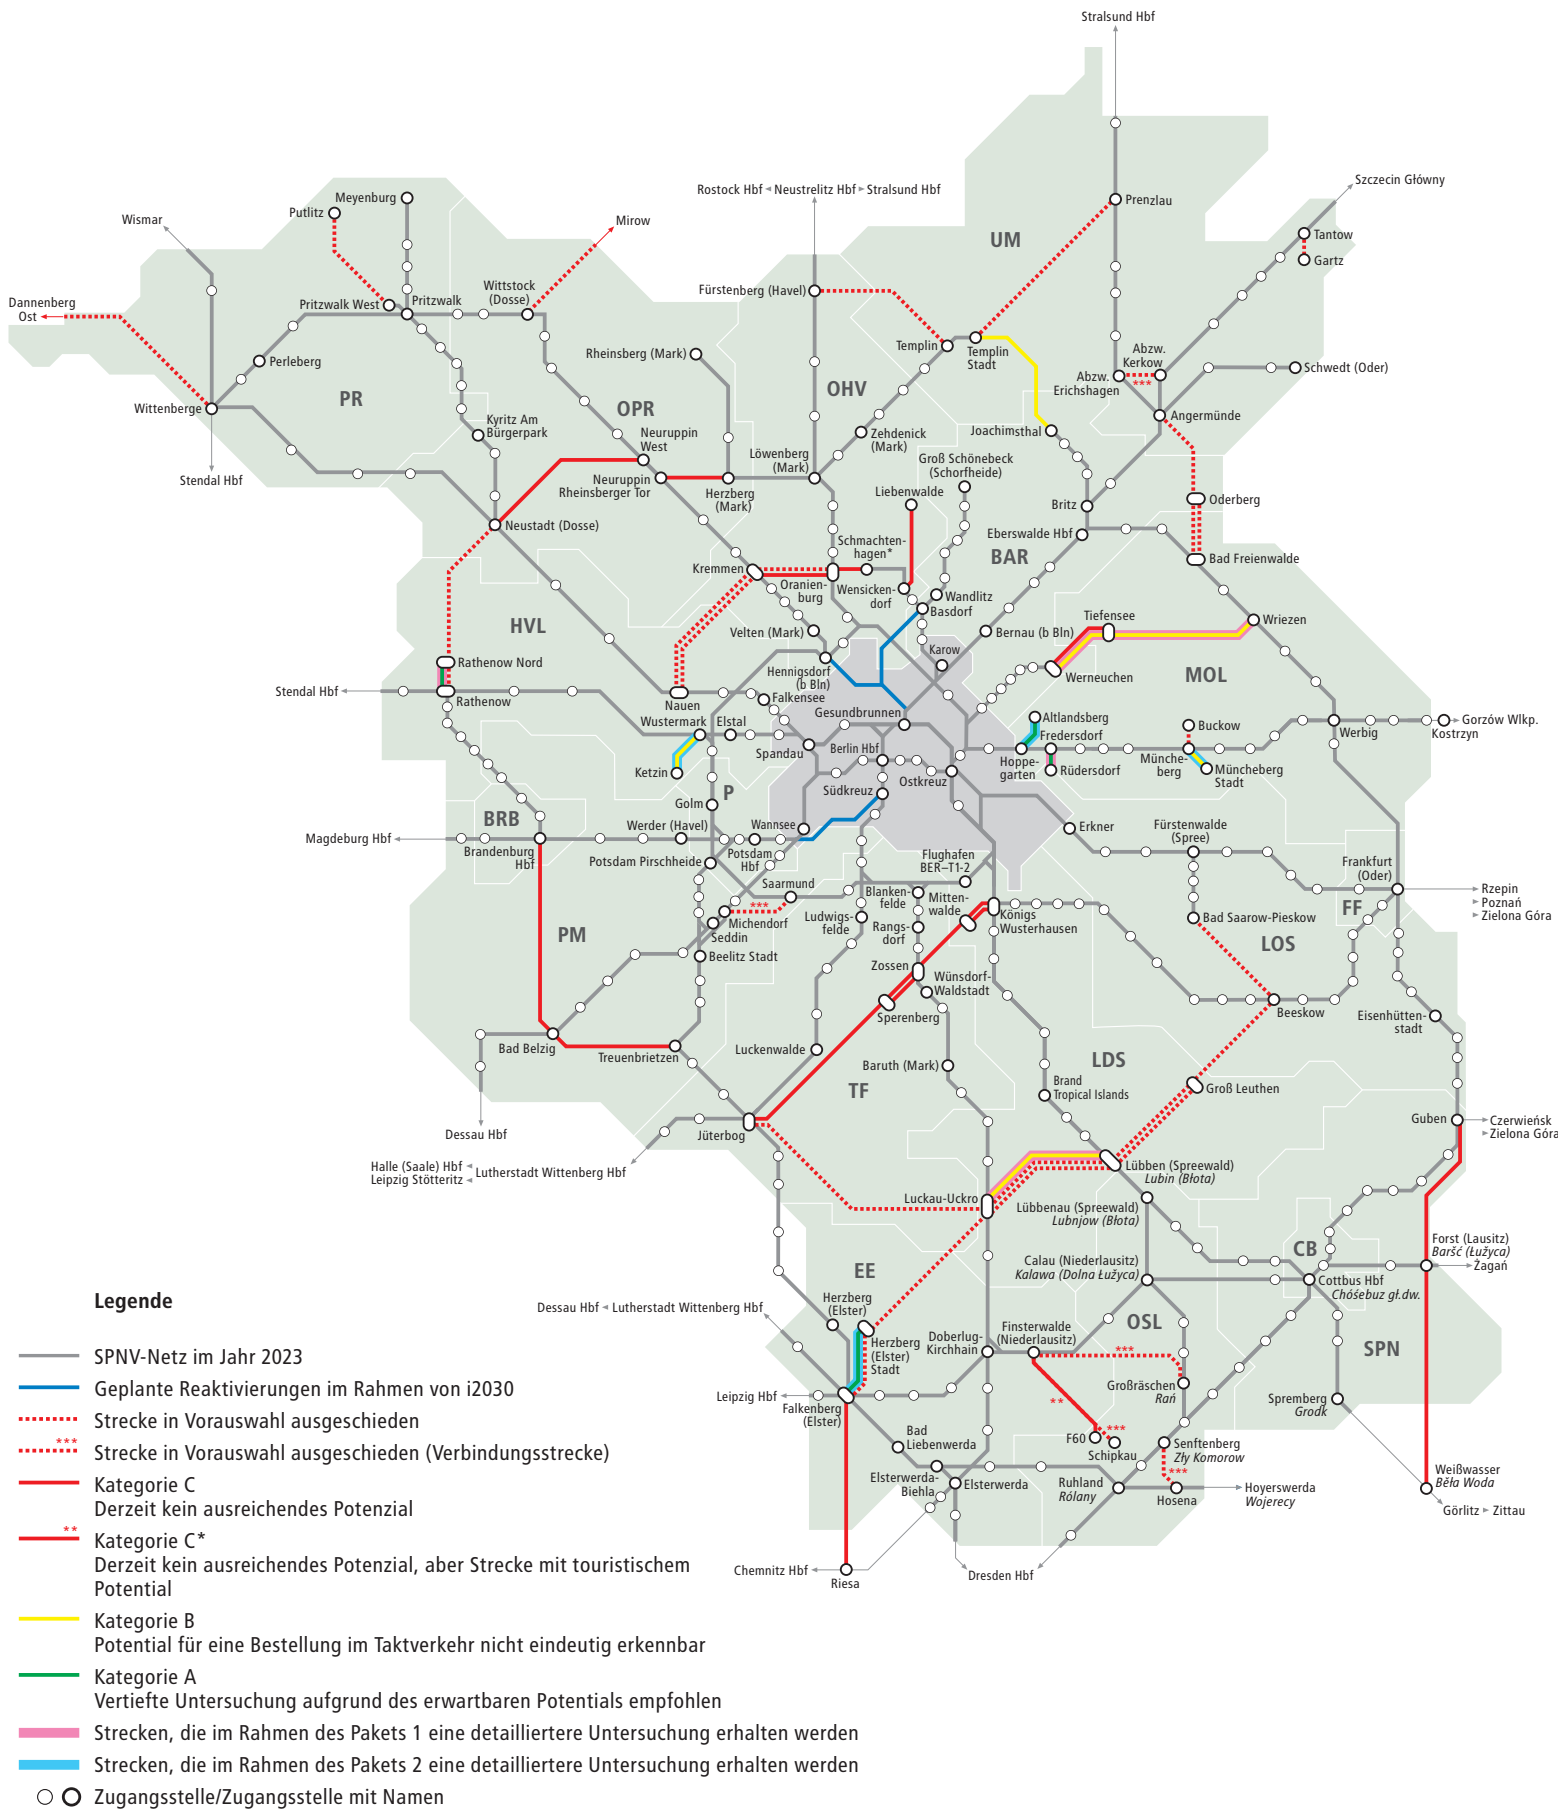 Stralsund Hbf
Rostock Hbf ◄ Neustrelitz Hbf ► Stralsund Hbf
Szczecin Główny
Prenzlau
Meyenburg
Putlitz
Wismar
Mirow
UM
Tantow
Gartz
Dannenberg
Ost
Pritzwalk West
Pritzwalk
Wittstock
(Dosse)
Fürstenberg (Havel)
Perleberg
Rheinsberg (Mark)
Templin
Templin
Stadt
Abzw.
Kerkow
Abzw.
Erichshagen
***
Schwedt (Oder)
PR
OPR
OHV
Wittenberge
Kyritz Am
Bürgerpark
Neuruppin
West
Joachimsthal
Angermünde
Zehdenick
(Mark)
Löwenberg
(Mark)
Groß Schönebeck
(Schorfheide)
Stendal Hbf
Neuruppin
Rheinsberger Tor
Herzberg
(Mark)
Liebenwalde
Britz
Oderberg
Neustadt (Dosse)
Schmachten-
hagen*
Eberswalde Hbf
BAR
Bad Freienwalde
Kremmen
Oranien-
burg
Wensicken-
dorf
Wandlitz
Basdorf
Tiefensee
Wriezen
HVL
Velten (Mark)
Bernau (b Bln)
Karow
Hennigsdorf
(b Bln)
Rathenow Nord
Werneuchen
MOL
Stendal Hbf
Rathenow
Nauen
Falkensee
Gesundbrunnen
Altlandsberg
Buckow
Gorzów Wlkp.
Kostrzyn
Wustermark
Elstal
Spandau
Berlin Hbf
Fredersdorf
Werbig
Ketzin
Ostkreuz
Hoppe-
garten
Rüdersdorf
Münche-
berg
Müncheberg
Stadt
P
Südkreuz
Golm
BRB
Werder (Havel)
Wannsee
Erkner
Fürstenwalde
(Spree)
Magdeburg Hbf
Brandenburg
Hbf
Potsdam Pirschheide
Potsdam
Hbf
Flughafen
BER–T1-2
Frankfurt
(Oder)
Saarmund
Blanken-
felde
Mitten-
walde
Rzepin
Poznań
Zielona Góra
***
Michendorf
Seddin
Ludwigs-
felde
Rangs-
dorf
Königs
Wusterhausen
Bad Saarow-Pieskow
FF
PM
LOS
Beelitz Stadt
Zossen
Wünsdorf-
Waldstadt
Sperenberg
Beeskow
Eisenhütten-
stadt
Bad Belzig
Treuenbrietzen
Luckenwalde
Baruth (Mark)
LDS
TF
Brand
Tropical Islands
Groß Leuthen
Guben
Czerwieńsk
Zielona Góra
Dessau Hbf
Jüterbog
Halle (Saale) Hbf
Leipzig Stötteritz
Lutherstadt Wittenberg Hbf
Lübben (Spreewald)
Lubin (Błota)
Luckau-Uckro
Lübbenau (Spreewald)
Lubnjow (Błota)
CB
Forst (Lausitz)
Baršć (Łužyca)
Żagań
Calau (Niederlausitz)
Kalawa (Dolna Łužyca)
Cottbus Hbf
Chóśebuz gł.dw.
EE
Herzberg
(Elster)
Dessau Hbf ◄ Lutherstadt Wittenberg Hbf
Herzberg
(Elster)
Stadt
Doberlug-
Kirchhain
Finsterwalde
(Niederlausitz)
OSL
***
SPN
Großräschen
Rań
Leipzig Hbf
Falkenberg
(Elster)
**
Spremberg
Grodk
Bad
Liebenwerda
F60
***
Schipkau
Senftenberg
Zły Komorow
Elsterwerda-
Biehla
Elsterwerda
Ruhland
Rólany
***
Hosena
Hoyerswerda
Wojerecy
Weißwasser
Běła Woda
Görlitz ► Zittau
Chemnitz Hbf
Riesa
Dresden Hbf
Legende
SPNV-Netz im Jahr 2023
Geplante Reaktivierungen im Rahmen von i2030
Strecke in Vorauswahl ausgeschieden
***
Strecke in Vorauswahl ausgeschieden (Verbindungsstrecke)
Kategorie C
Derzeit kein ausreichendes Potenzial
**
Kategorie C*
Derzeit kein ausreichendes Potenzial, aber Strecke mit touristischem
Potential
Kategorie B
Potential für eine Bestellung im Taktverkehr nicht eindeutig erkennbar
Kategorie A
Vertiefte Untersuchung aufgrund des erwartbaren Potentials empfohlen
Strecken, die im Rahmen des Pakets 1 eine detailliertere Untersuchung erhalten werden
Strecken, die im Rahmen des Pakets 2 eine detailliertere Untersuchung erhalten werden
Zugangsstelle/Zugangsstelle mit Namen